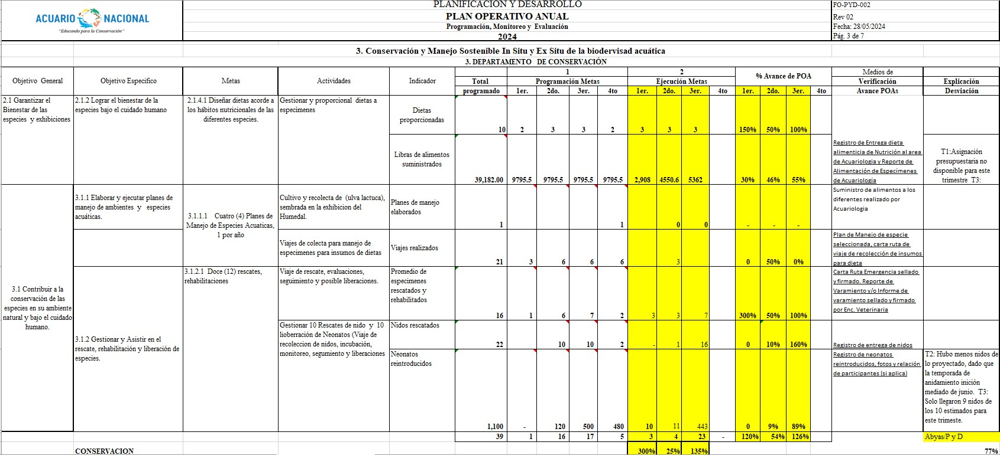 ACUARIO NACIONAL
"Educando para la Conservación"
PLANIFICACIÓN Y DESARROLLO
PLAN OPERATIVO ANUAL
Programación, Monitoreo y Evaluación
2024
FO-PYD-002
Rev 02
Fecha: 28/05/2024
Pág. 3 de 7
3. Conservación y Manejo Sostenible In Situ y Ex Situ de la biodervisad acuática
3. DEPARTAMENTO DE CONSERVACIÓN
Objetivo General
Objetivo Especifico
Metas
Actividades
Indicador
Total
programado
1
Programación Metas
1er. 2do. 3er. 4to
2
Ejecución Metas
1er. 2do. 3er. 4to
% Avance de POA
1er. 2do. 3er. 4to
Medios de
Verificación
Avance POAs
Explicación
Desviación
2.1 Garantizar el
Bienestar de las
especies y exhibiciones
2.1.2 Lograr el bienestar de la
especies bajo el cuidado humano
2.1.4.1 Diseñar dietas acorde a
los hábitos nutricionales de las
diferentes especies.
Gestionar y proporcional dietas a
especimenes
Dietas
proporcionadas
10 2 3 3 2 3 3 3 150% 50% 100%
Libras de alimentos
suministrados
39,182.00 9795.5 9795.5 9795.5 9795.5 2,908 4550.6 5362 30% 46% 55%
Registro de Entrega dieta
alimenticia de Nutrición al area
de Acuariologia y Reporte de
Alimentación de Especímenes
de Acuariología
T1:Asignación
presupuestaria no
disponible para este
trimestre T3:
3.1 Contribuir a la
conservación de las
especies en su ambiente
natural y bajo el cuidado
humano.
3.1.1 Elaborar y ejecutar planes de
manejo de ambientes y especies
acuáticas.
3.1.1.1 Cuatro (4) Planes de
Manejo de Especies Acuaticas,
1 por año
Cultivo y recolecta de (ulva lactuca),
sembrada en la exhibicion del
Humedal.
Planes de manejo
elaborados
1 1 0 0 - - -
Suministro de alimentos a los
diferentes realizado por
Acuariologia
Viajes de colecta para manejo de
especimenes para insumos de dietas
Viajes realizados
21 3 6 6 6 3 0 50% 0%
Plan de Manejo de especie
seleccionada, carta ruta de
viaje de recolección de insumos
para dieta
3.1.2 Gestionar y Asistir en el
rescate, rehabilitación y liberación de
especies.
3.1.2.1 Doce (12) rescates,
rehabilitaciones
Viaje de rescate, evaluaciones,
seguimiento y posible liberaciones.
Promedio de
especimenes
rescatados y
rehabilitados
16 1 6 7 2 3 3 7 300% 50% 100%
Carta Ruta Emergencia sellado
y firmado. Reporte de
Varamiento y/o Informe de
varamiento sellado y firmado
por Enc. Veterinaria
Gestionar 10 Rescates de nido y 10
lioberración de Neonatos (Viaje de
recoleccion de nidos, incubación,
monitoreo, segumiento y liberaciones
Nidos rescatados
22 10 10 2 - 1 16 0 10% 160%
Registro de entrega de nidos
Neonatos
reintroducidos
1,100 - 120 500 480 10 11 443 0 9% 89%
Registro de neonatos
reintroducidos, fotos y relación
de participantes (si aplica)
T2: Hubo menos nidos de
lo proyectado, dado que
la temporada de
anidamiento inición
mediado de junio. T3:
Solo llegaron 9 nidos de
los 10 estimados para
este trimeste.
39 1 16 17 5 3 4 23 - 120% 54% 126%
Abyas/P y D
CONSERVACION 300% 25% 135% 77%